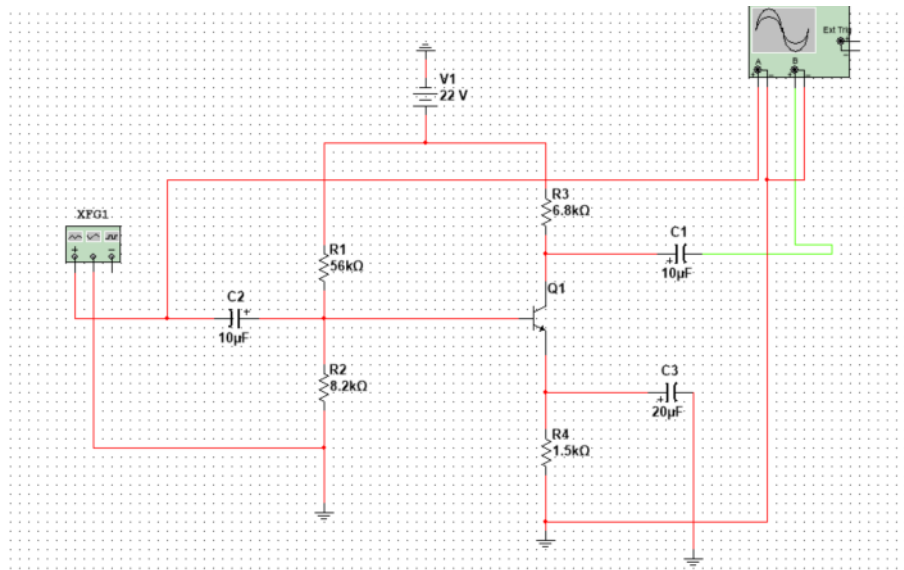 Ext Trig
+
−
A
B
+ − + −
V1
22 V
R3
6.8kΩ
XFG1
+ −
C1
+
10µF
R1
56kΩ
Q1
C2
+
10µF
R2
8.2kΩ
C3
+
20µF
R4
1.5kΩ